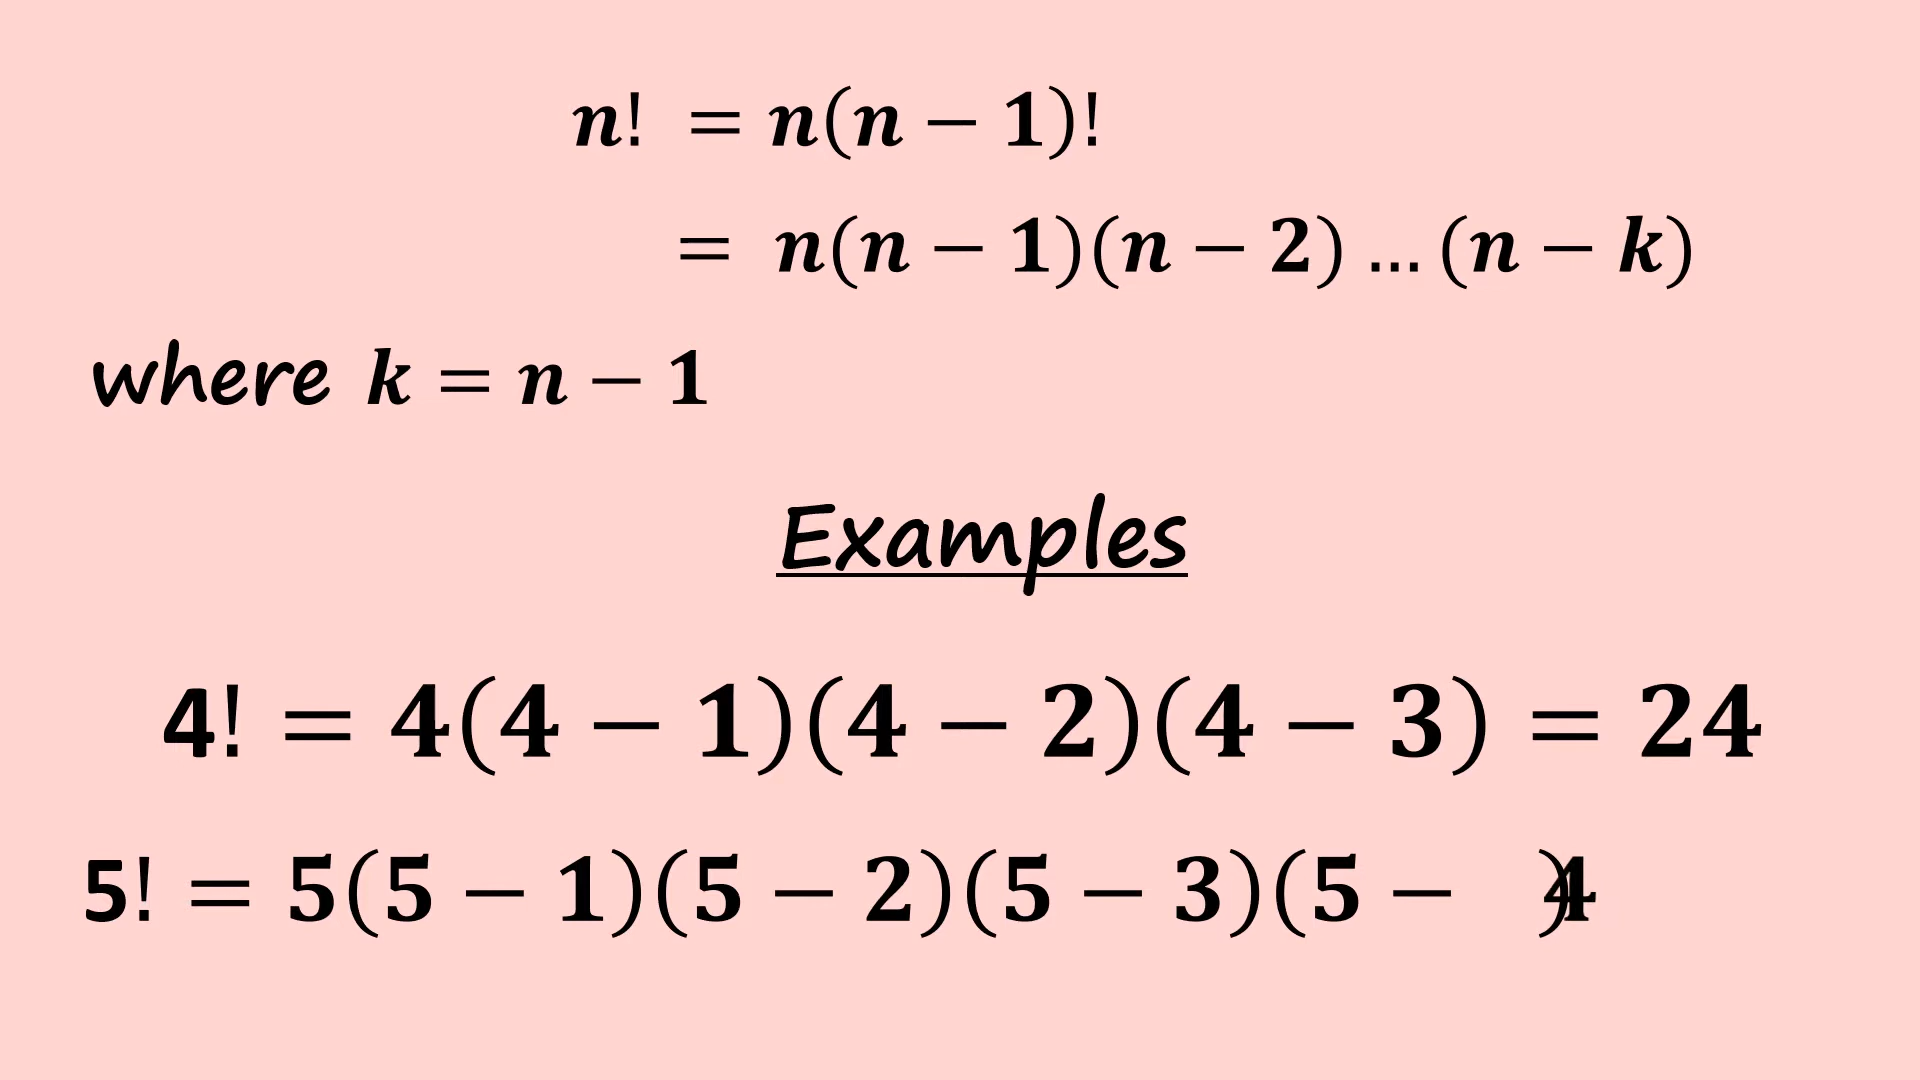 n! = n(n − 1)!
= n(n − 1)(n − 2) … (n − k)
where k = n − 1
Examples
4! = 4(4 − 1)(4 − 2)(4 − 3) = 24
5! = 5(5 − 1)(5 − 2)(5 − 3)(5 − 4)